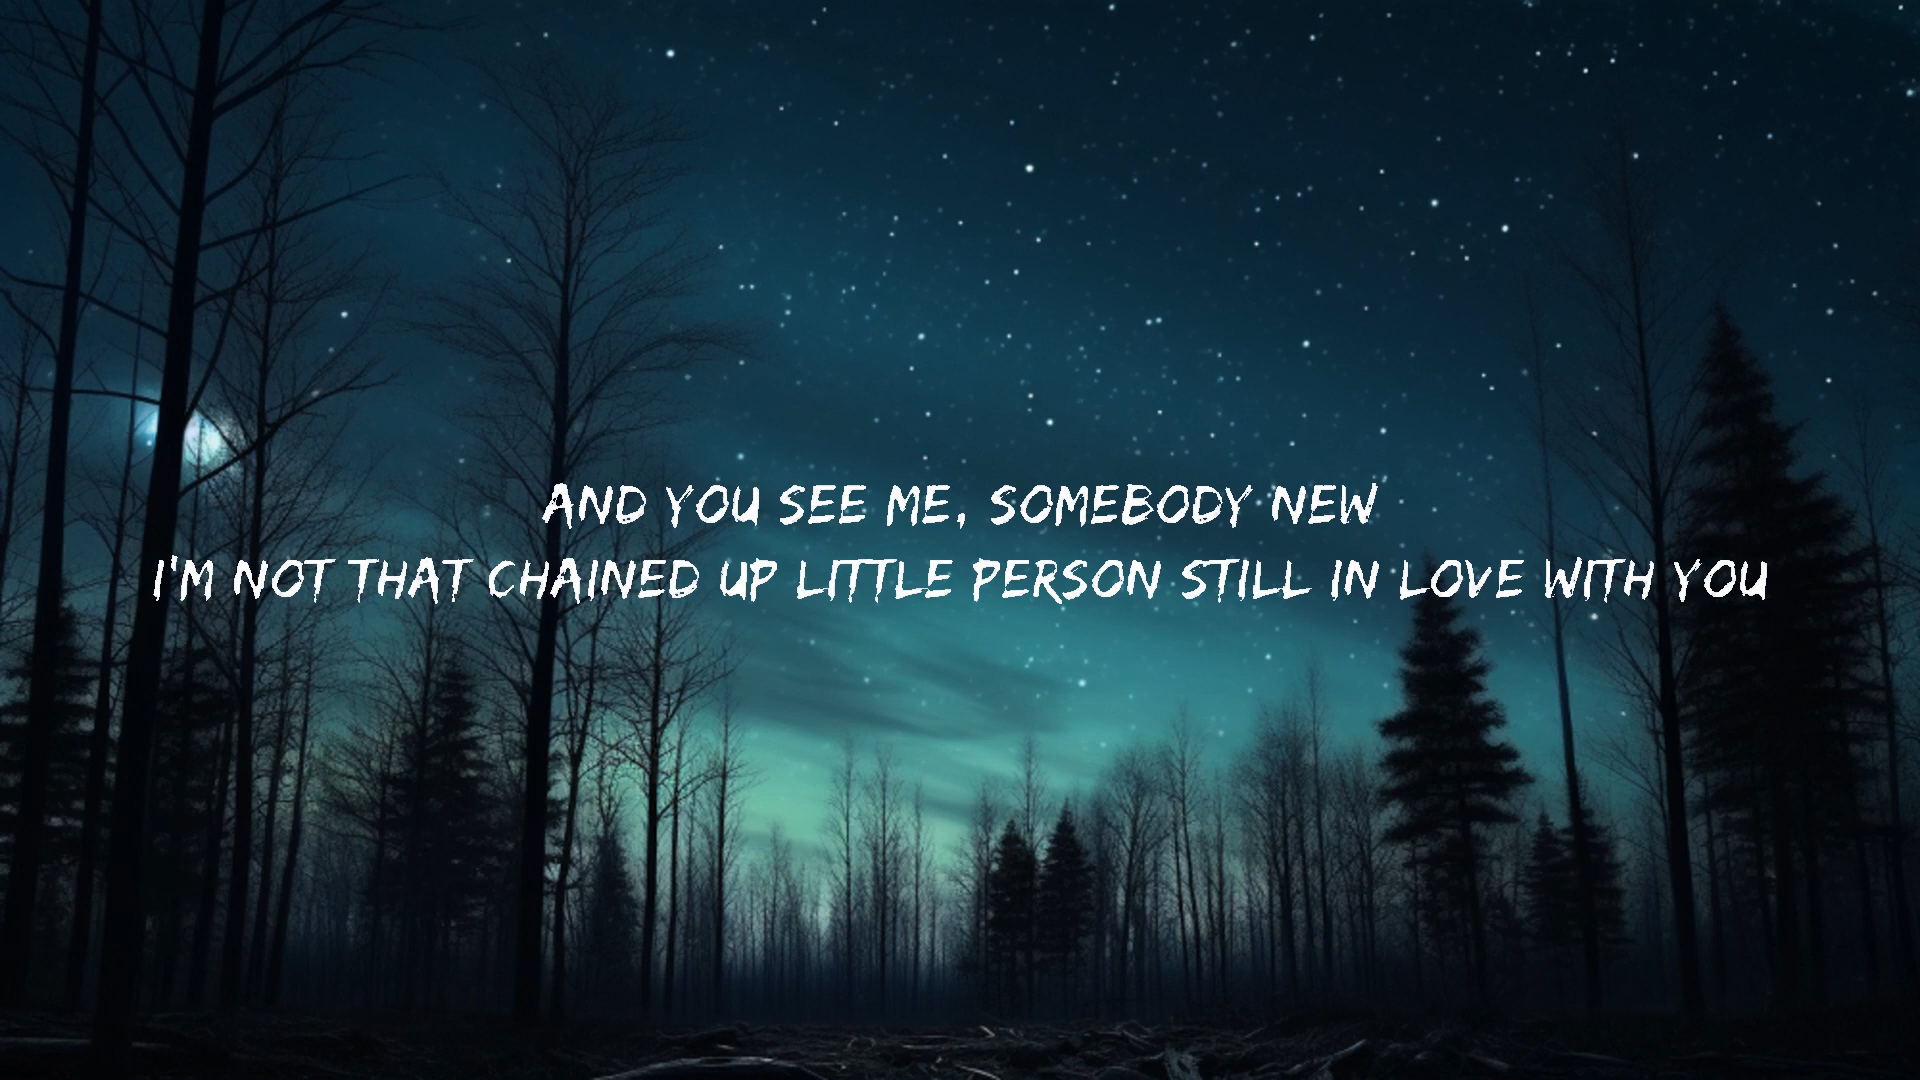 AND YOU SEE ME, SOMEBODY NEW
I'M NOT THAT CHAINED UP LITTLE PERSON STILL IN LOVE WITH YOU